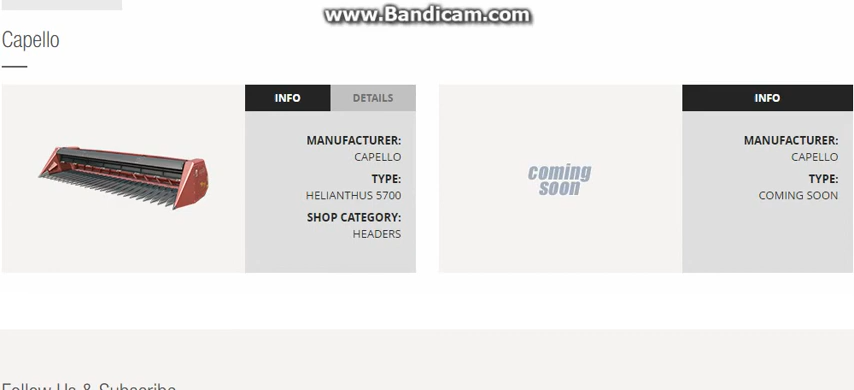 www.Bandicam.com
Capello
INFO
DETAILS
MANUFACTURER:
CAPELLO
TYPE:
HELIANTHUS 5700
SHOP CATEGORY:
HEADERS
coming
soon
INFO
MANUFACTURER:
CAPELLO
TYPE:
COMING SOON
Follow Us & Subscribe